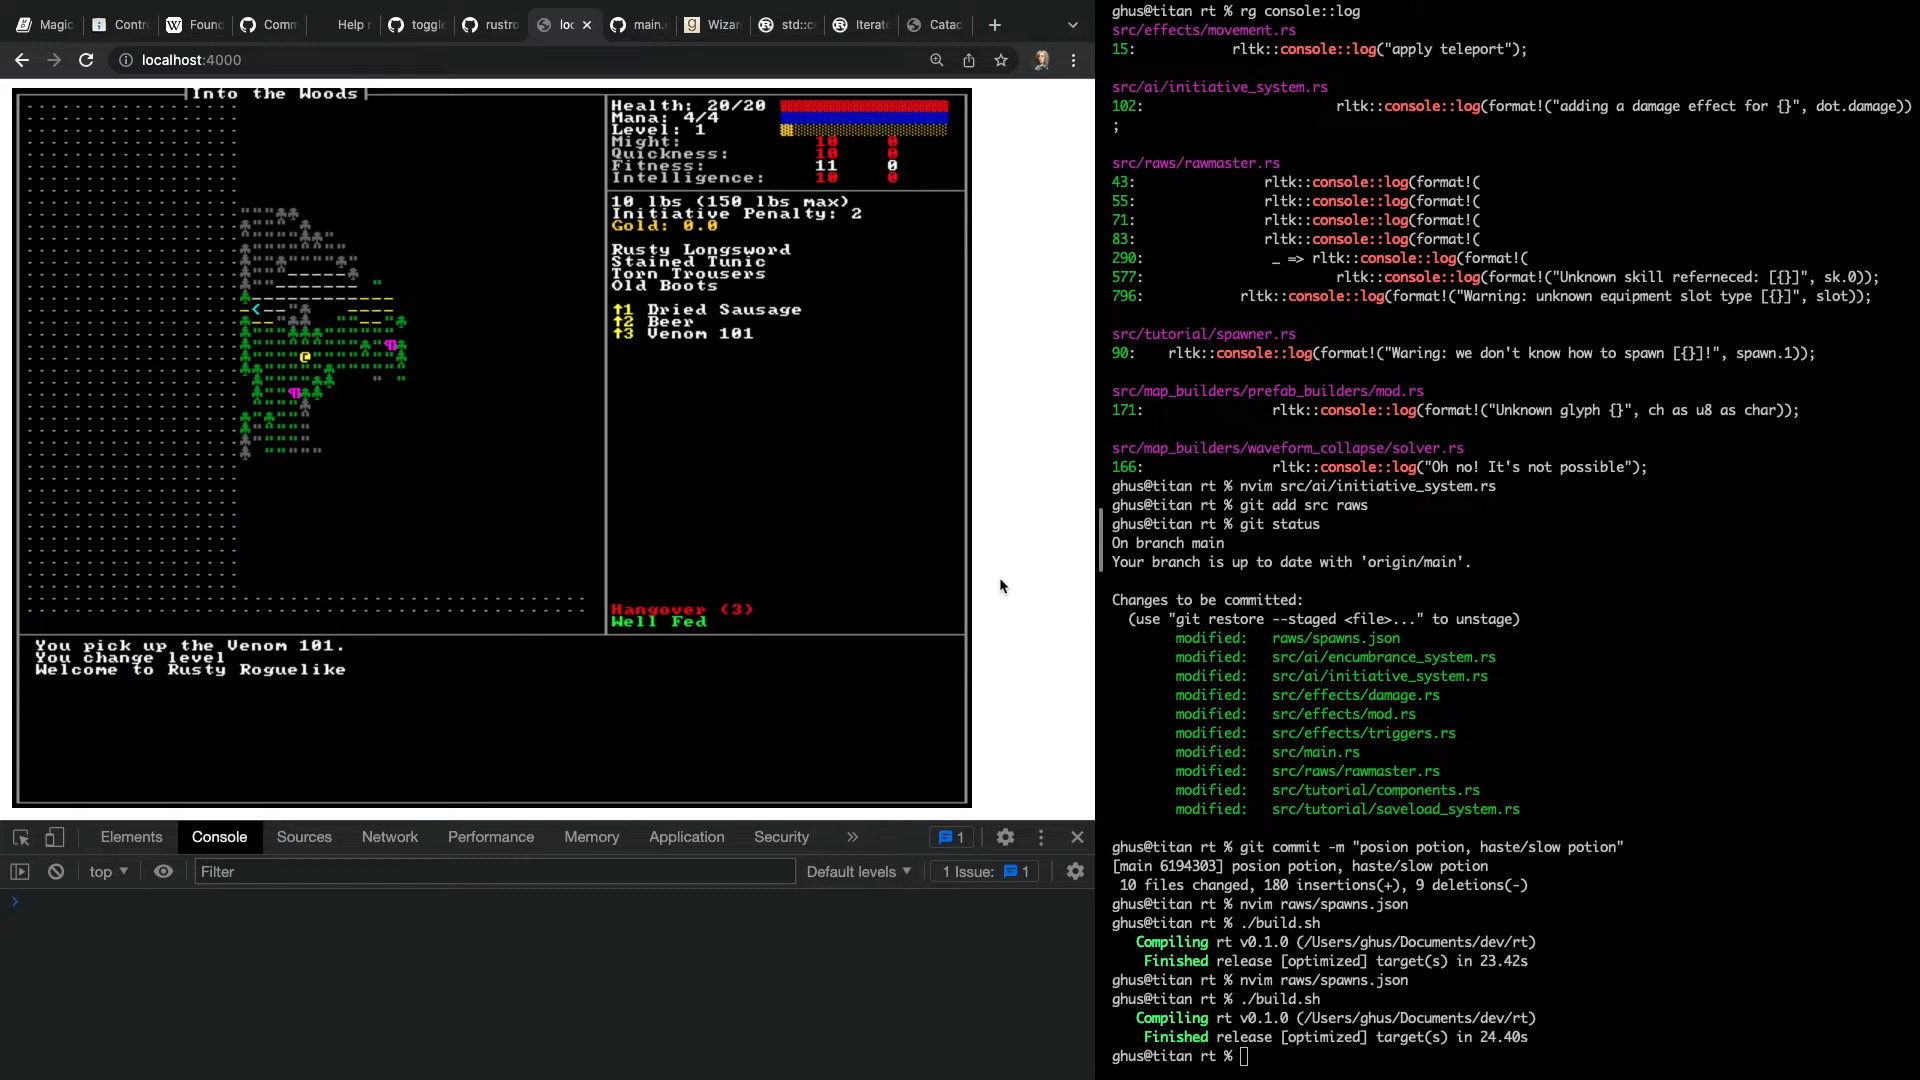 Magic
Contr
Found
Comm
Help r
toggle
rustro
loc
main.
Wizar
std::c
Iterato
Catac
localhost:4000
Into the Woods
Health: 20/20
Mana: 4/4
Level: 1
Might: 10 0
Quickness: 10 0
Fitness: 11 0
Intelligence: 10 0
10 lbs (150 lbs max)
Initiative Penalty: 2
Gold: 0.0
Rusty Longsword
Stained Tunic
Torn Trousers
Old Boots
↑1 Dried Sausage
↑2 Beer
↑3 Venom 101
Hangover (3)
Well Fed
You pick up the Venom 101.
You change level
Welcome to Rusty Roguelike
Elements Console Sources Network Performance Memory Application Security » 1
top Filter Default levels 1 Issue: 1
ghus@titan rt % rg console::log
src/effects/movement.rs
15: rltk::console::log("apply teleport");
src/ai/initiative_system.rs
102: rltk::console::log(format!("adding a damage effect for {}", dot.damage))
;
src/raws/rawmaster.rs
43: rltk::console::log(format!(
55: rltk::console::log(format!(
71: rltk::console::log(format!(
83: rltk::console::log(format!(
290: _ => rltk::console::log(format!(
577: rltk::console::log(format!("Unknown skill referneced: [{}]", sk.0));
796: rltk::console::log(format!("Warning: unknown equipment slot type [{}]", slot));
src/tutorial/spawner.rs
90: rltk::console::log(format!("Waring: we don't know how to spawn [{}]!", spawn.1));
src/map_builders/prefab_builders/mod.rs
171: rltk::console::log(format!("Unknown glyph {}", ch as u8 as char));
src/map_builders/waveform_collapse/solver.rs
166: rltk::console::log("Oh no! It's not possible");
ghus@titan rt % nvim src/ai/initiative_system.rs
ghus@titan rt % git add src raws
ghus@titan rt % git status
On branch main
Your branch is up to date with 'origin/main'.
Changes to be committed:
(use "git restore --staged <file>..." to unstage)
modified: raws/spawns.json
modified: src/ai/encumbrance_system.rs
modified: src/ai/initiative_system.rs
modified: src/effects/damage.rs
modified: src/effects/mod.rs
modified: src/effects/triggers.rs
modified: src/main.rs
modified: src/raws/rawmaster.rs
modified: src/tutorial/components.rs
modified: src/tutorial/saveload_system.rs
ghus@titan rt % git commit -m "posion potion, haste/slow potion"
[main 6194303] posion potion, haste/slow potion
10 files changed, 180 insertions(+), 9 deletions(-)
ghus@titan rt % nvim raws/spawns.json
ghus@titan rt % ./build.sh
Compiling rt v0.1.0 (/Users/ghus/Documents/dev/rt)
Finished release [optimized] target(s) in 23.42s
ghus@titan rt % nvim raws/spawns.json
ghus@titan rt % ./build.sh
Compiling rt v0.1.0 (/Users/ghus/Documents/dev/rt)
Finished release [optimized] target(s) in 24.40s
ghus@titan rt %